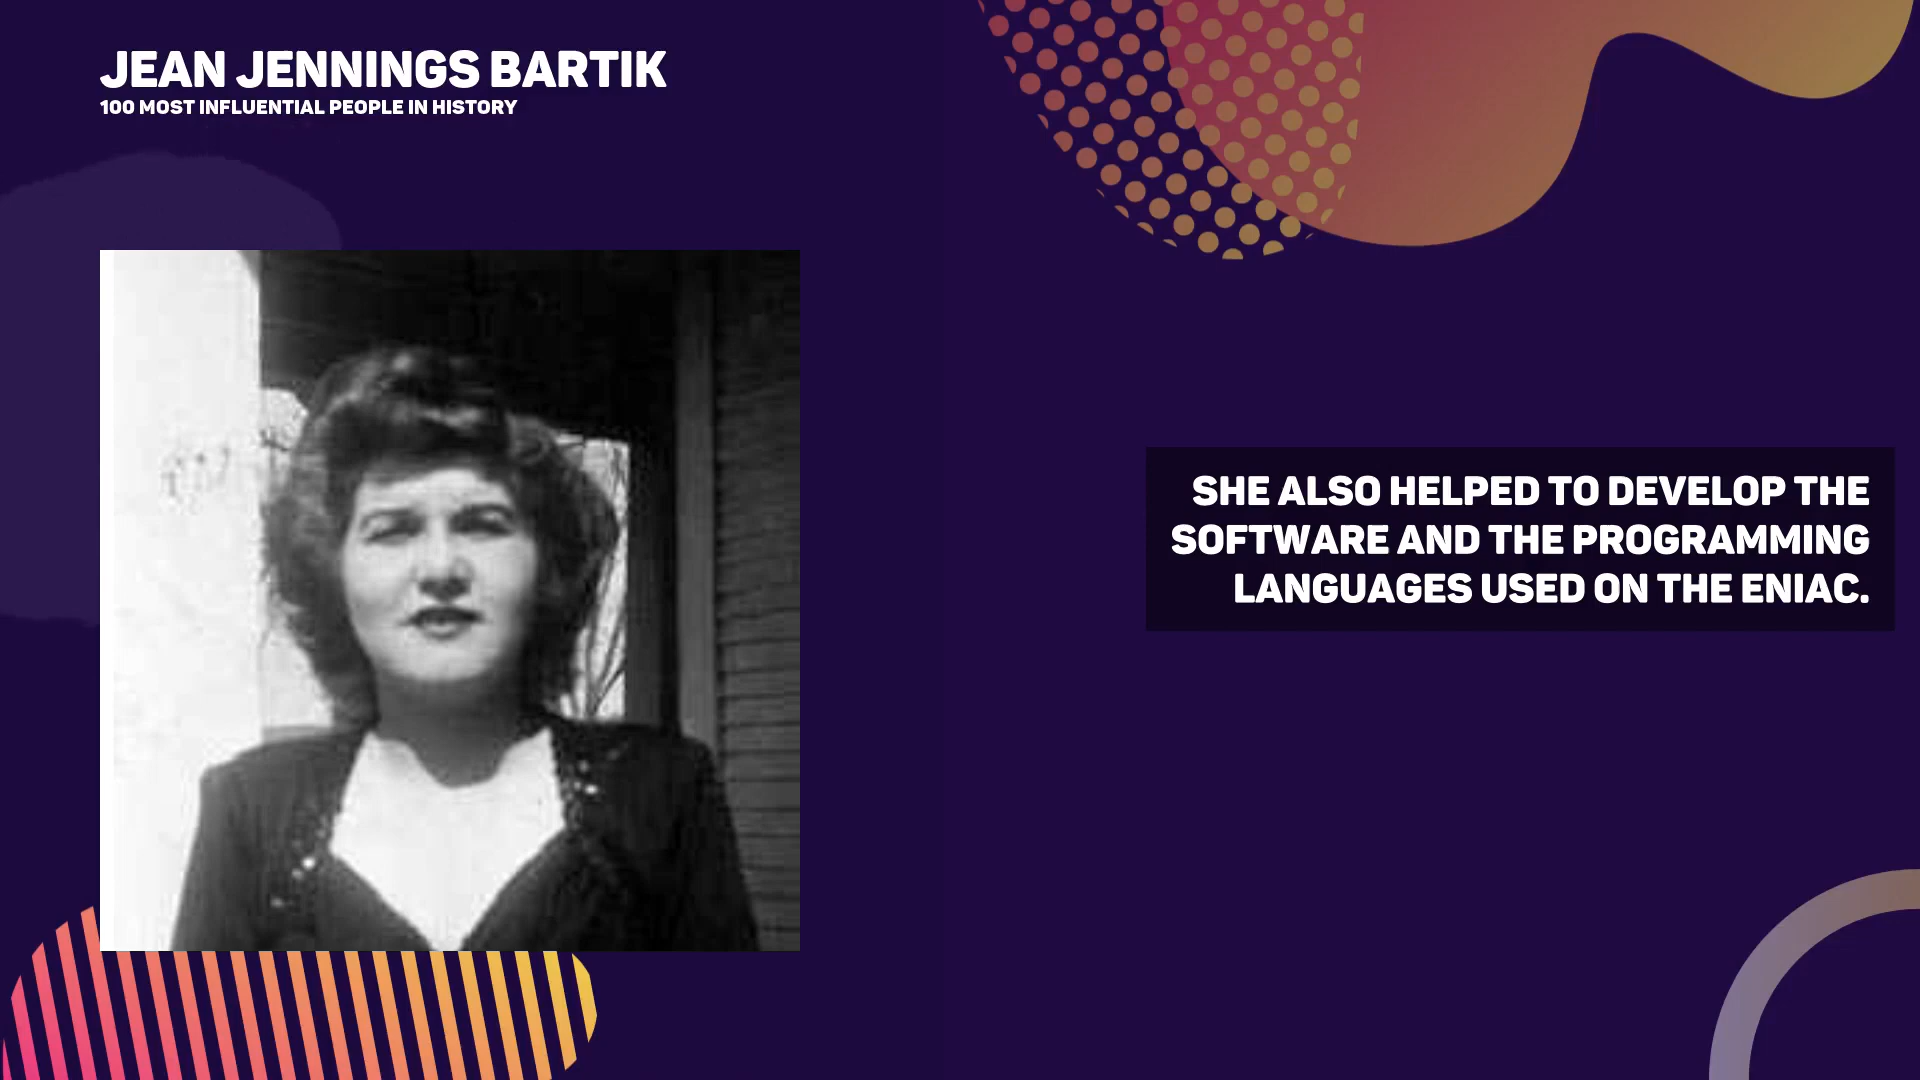 JEAN JENNINGS BARTIK
100 MOST INFLUENTIAL PEOPLE IN HISTORY
SHE ALSO HELPED TO DEVELOP THE
SOFTWARE AND THE PROGRAMMING
LANGUAGES USED ON THE ENIAC.